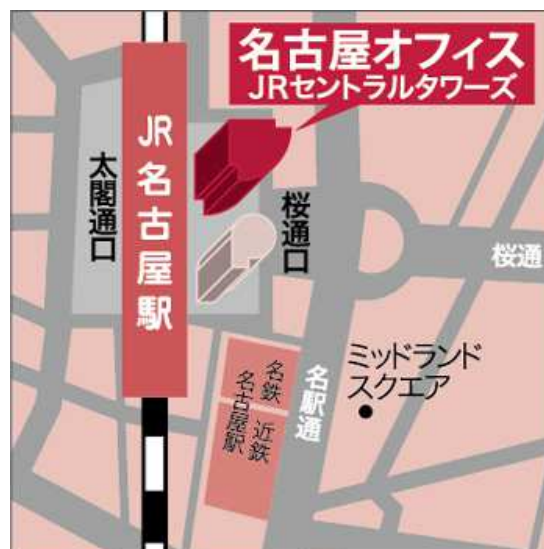 名古屋オフィス
JRセントラルタワーズ
JR名古屋駅
太閤通口
桜通口
桜通
ミッドランド
スクエア
名駅通
名鉄
名古屋駅
近鉄